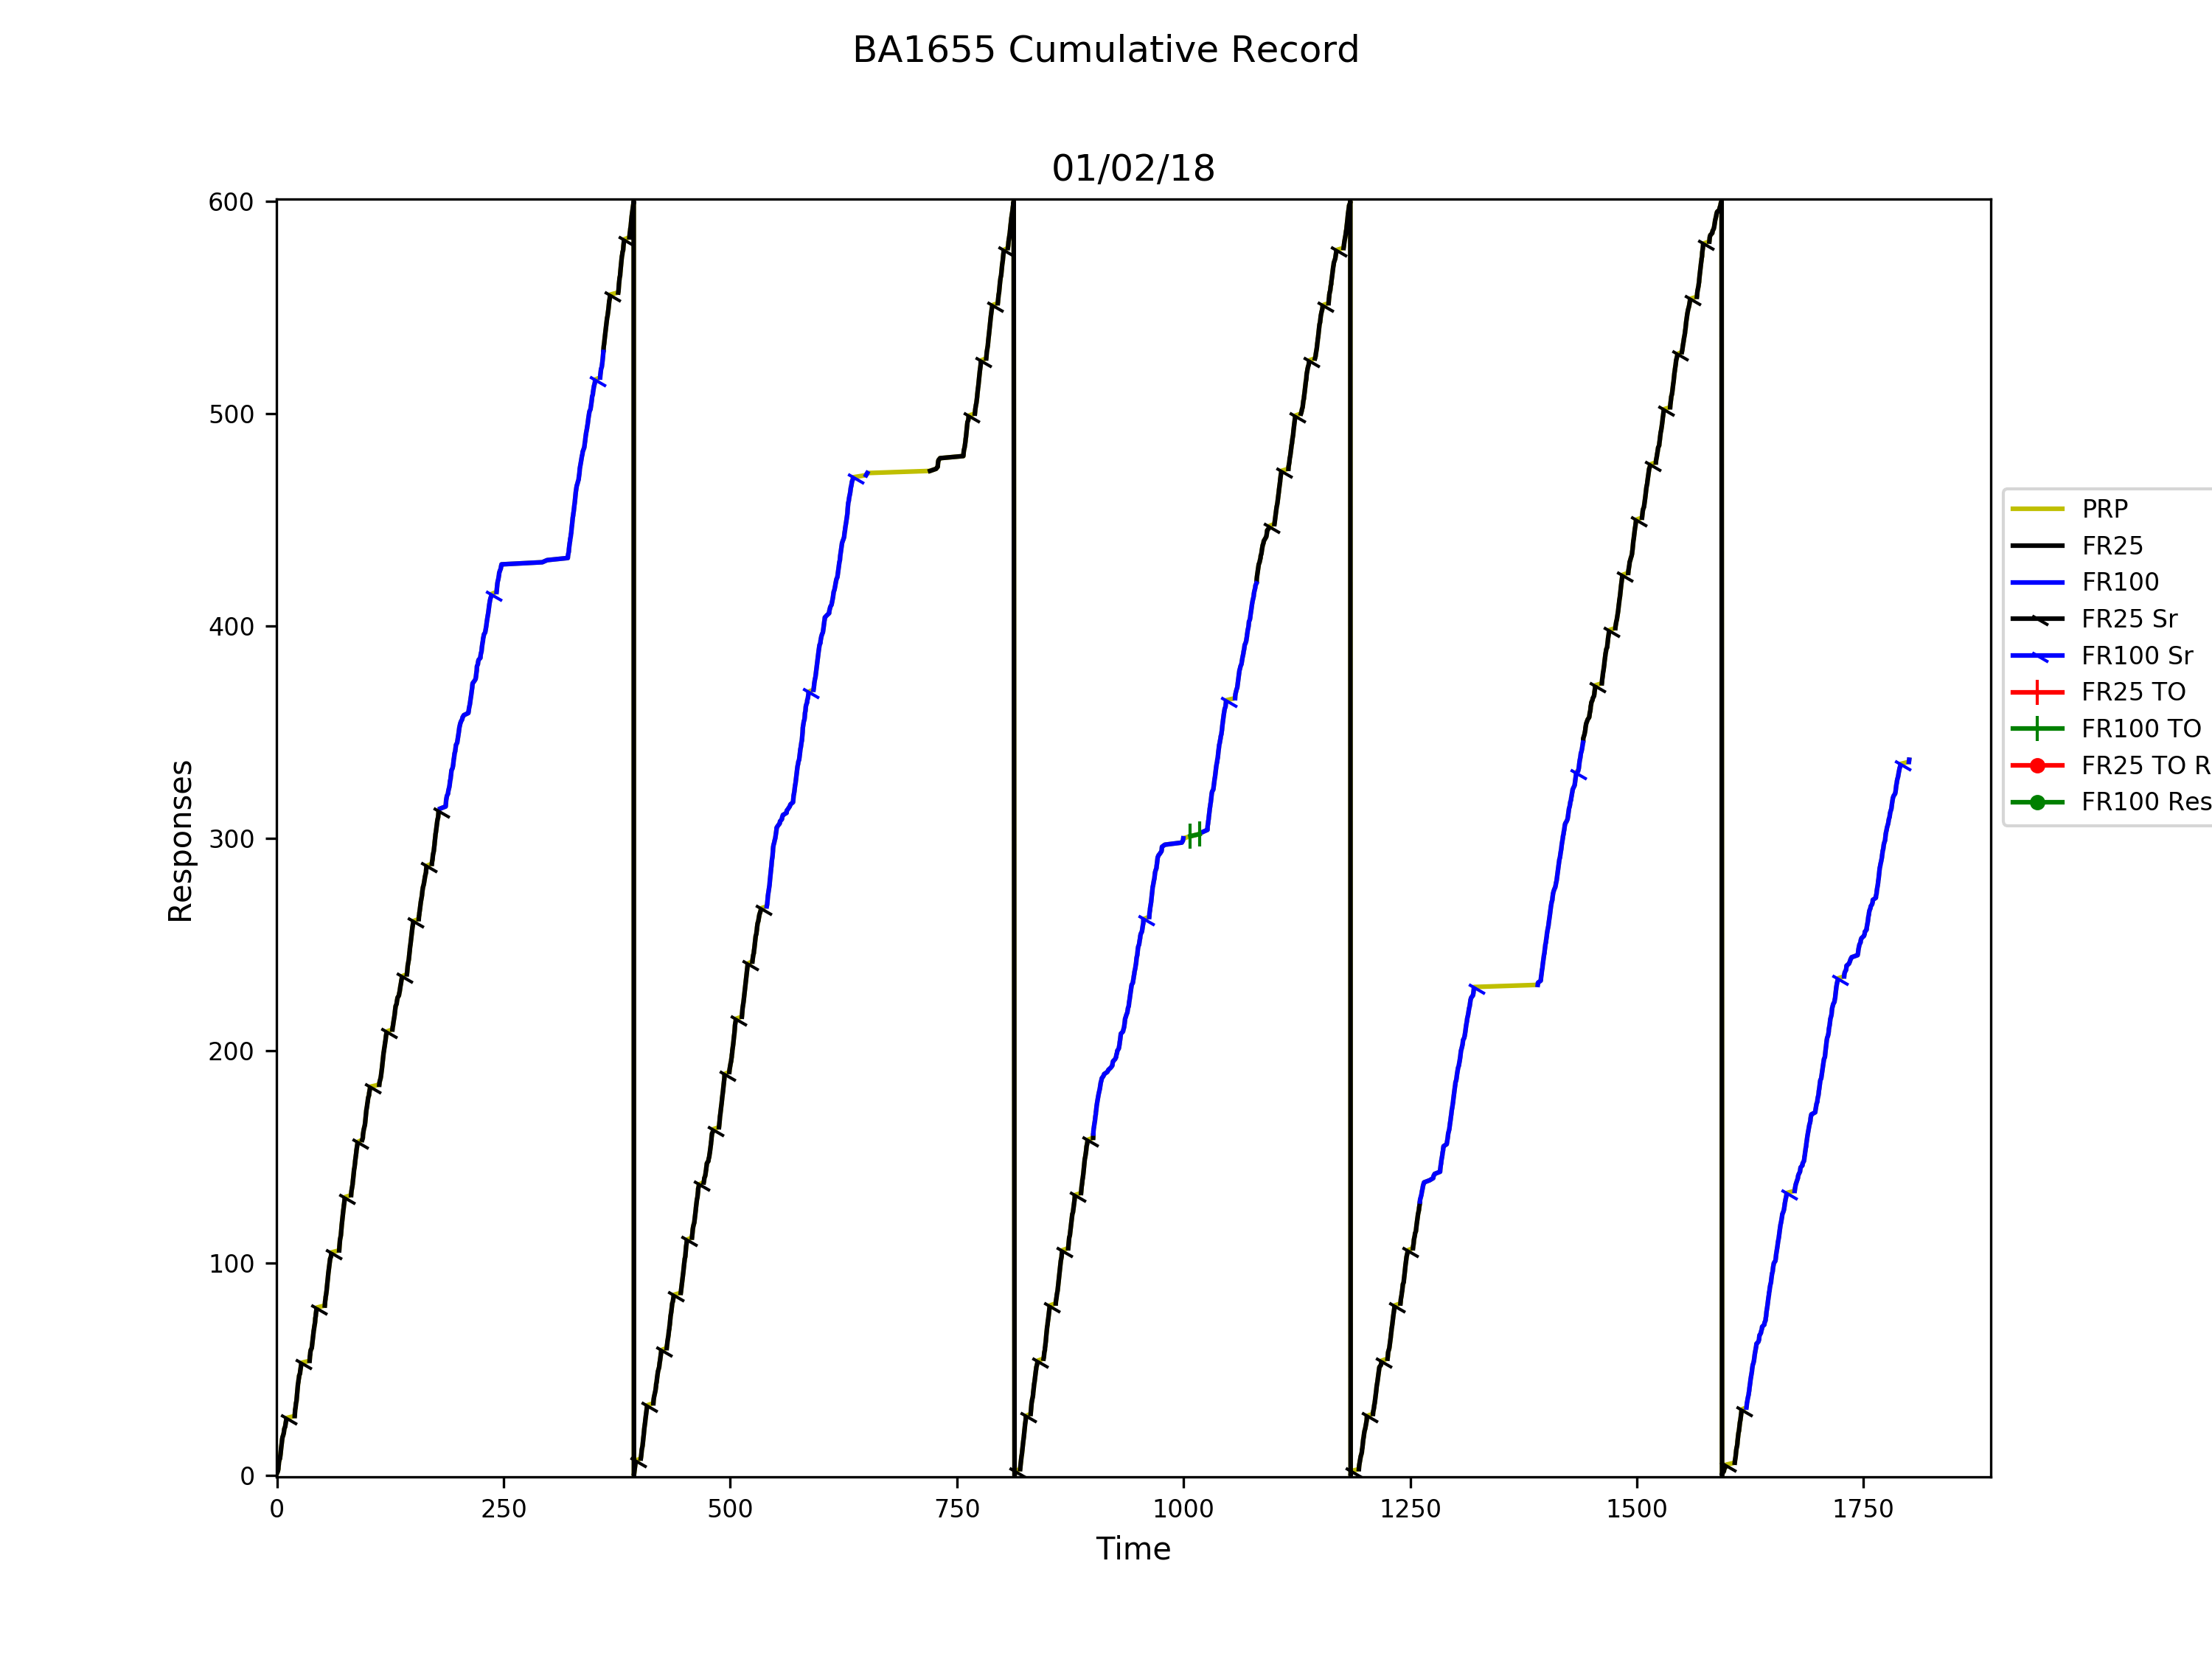 BA1655 Cumulative Record
01/02/18
600
500
400
300
200
100
0
Responses
0 250 500 750 1000 1250 1500 1750
Time
PRP
FR25
FR100
FR25 Sr
FR100 Sr
FR25 TO
FR100 TO
FR25 TO R
FR100 Res